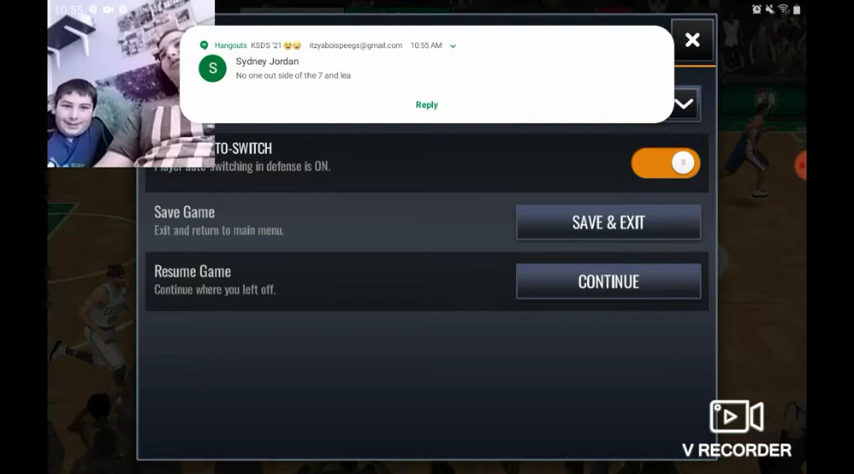 10:55
Hangouts KSDS '21 😂😂 itzyaboispeegs@gmail.com 10:55 AM
S
Sydney Jordan
No one out side of the 7 and lea
Reply
TO-SWITCH
Player auto-switching in defense is ON.
Save Game
Exit and return to main menu.
SAVE & EXIT
Resume Game
Continue where you left off.
CONTINUE
V RECORDER